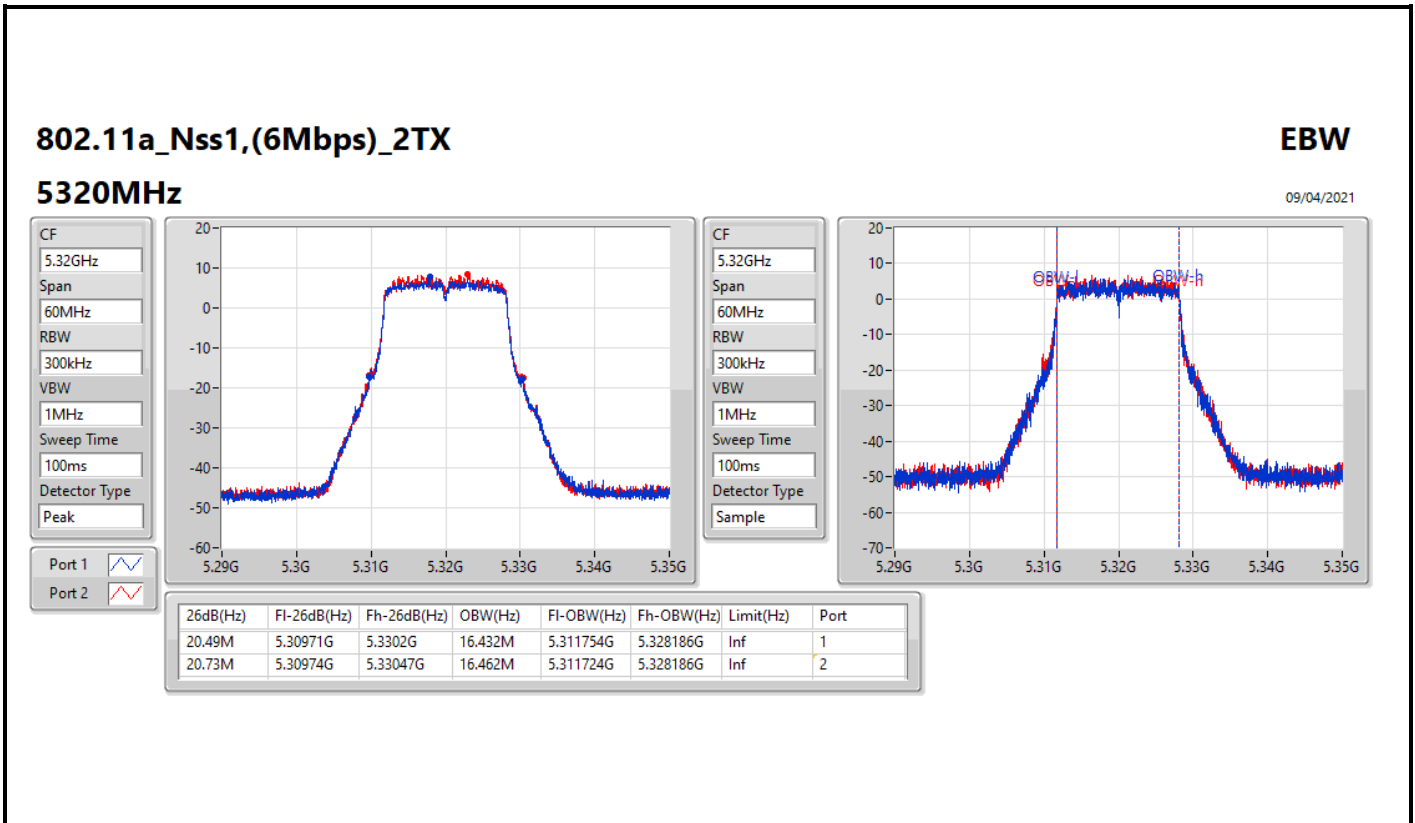 802.11a_Nss1,(6Mbps)_2TX
EBW
5320MHz
09/04/2021
CF
5.32GHz
Span
60MHz
RBW
300kHz
VBW
1MHz
Sweep Time
100ms
Detector Type
Peak
Port 1
Port 2
20
10
0
-10
-20
-30
-40
-50
-60
5.29G 5.3G 5.31G 5.32G 5.33G 5.34G 5.35G
CF
5.32GHz
Span
60MHz
RBW
300kHz
VBW
1MHz
Sweep Time
100ms
Detector Type
Sample
20
10
0
-10
-20
-30
-40
-50
-60
-70
OBW-l OBW-h
OBW-l OBW-h
5.29G 5.3G 5.31G 5.32G 5.33G 5.34G 5.35G
26dB(Hz) Fl-26dB(Hz) Fh-26dB(Hz) OBW(Hz) Fl-OBW(Hz) Fh-OBW(Hz) Limit(Hz) Port
20.49M 5.30971G 5.3302G 16.432M 5.311754G 5.328186G Inf 1
20.73M 5.30974G 5.33047G 16.462M 5.311724G 5.328186G Inf 2